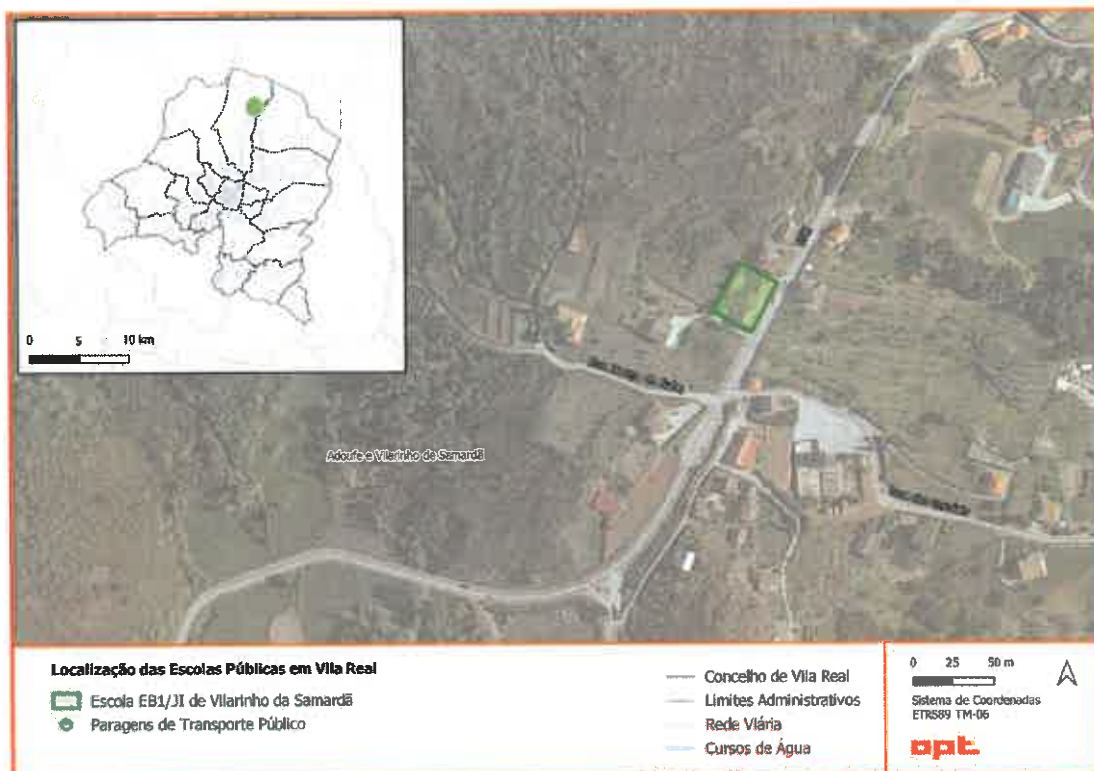 0 5 10 km
Adoufe e Vilarinho de Samardã
Localização das Escolas Públicas em Vila Real
Escola EB1/JI de Vilarinho da Samardã
Paragens de Transporte Público
Concelho de Vila Real
Limites Administrativos
Rede Viária
Cursos de Água
0 25 50 m
Sistema de Coordenadas
ETRS89 TM-06
opt